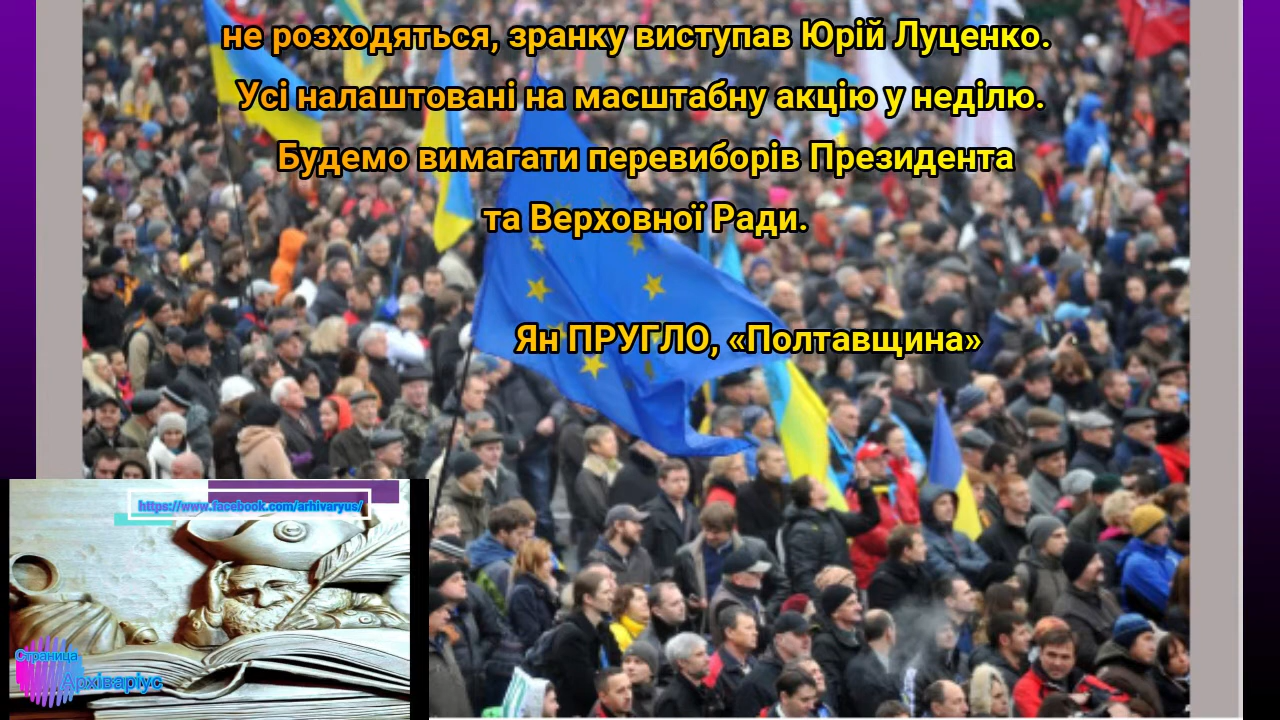 не розходяться, зранку виступав Юрій Луценко.
Усі налаштовані на масштабну акцію у неділю.
Будемо вимагати перевиборів Президента
та Верховної Ради.
Ян ПРУГЛО, «Полтавщина»
https://www.facebook.com/arhivaryus/
Страница
Архіваріус